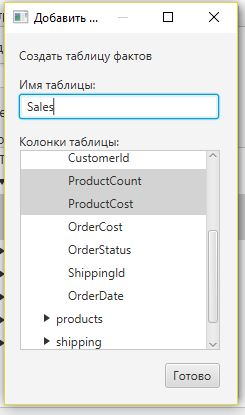 Добавить ...
Создать таблицу фактов
Имя таблицы:
Sales
Колонки таблицы:
CustomerId
ProductCount
ProductCost
OrderCost
OrderStatus
ShippingId
OrderDate
products
shipping
Готово